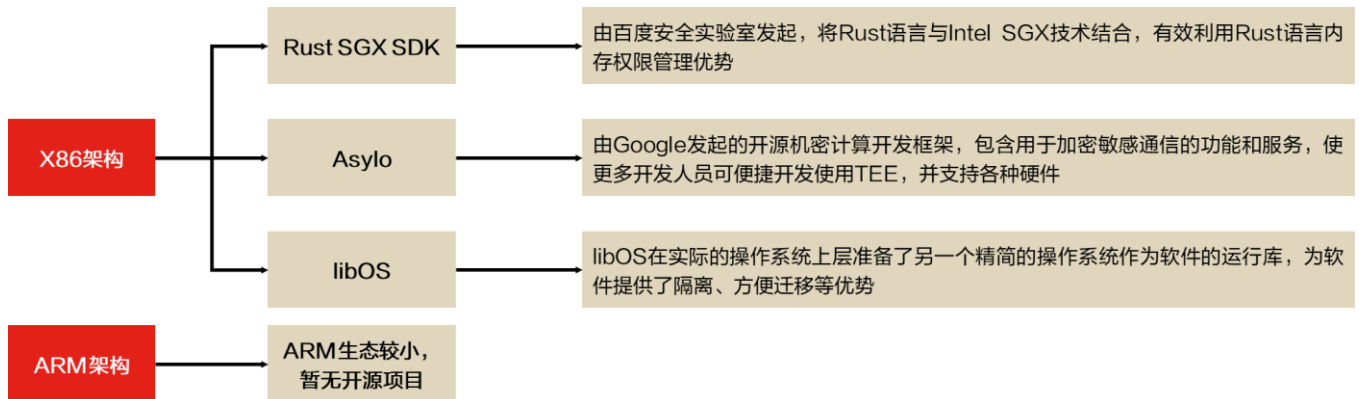 Rust SGX SDK
由百度安全实验室发起，将Rust语言与Intel SGX技术结合，有效利用Rust语言内
存权限管理优势
X86架构
Asylo
由Google发起的开源机密计算开发框架，包含用于加密敏感通信的功能和服务，使
更多开发人员可便捷开发使用TEE，并支持各种硬件
libOS
libOS在实际的操作系统上层准备了另一个精简的操作系统作为软件的运行库，为软
件提供了隔离、方便迁移等优势
ARM架构
ARM生态较小，
暂无开源项目